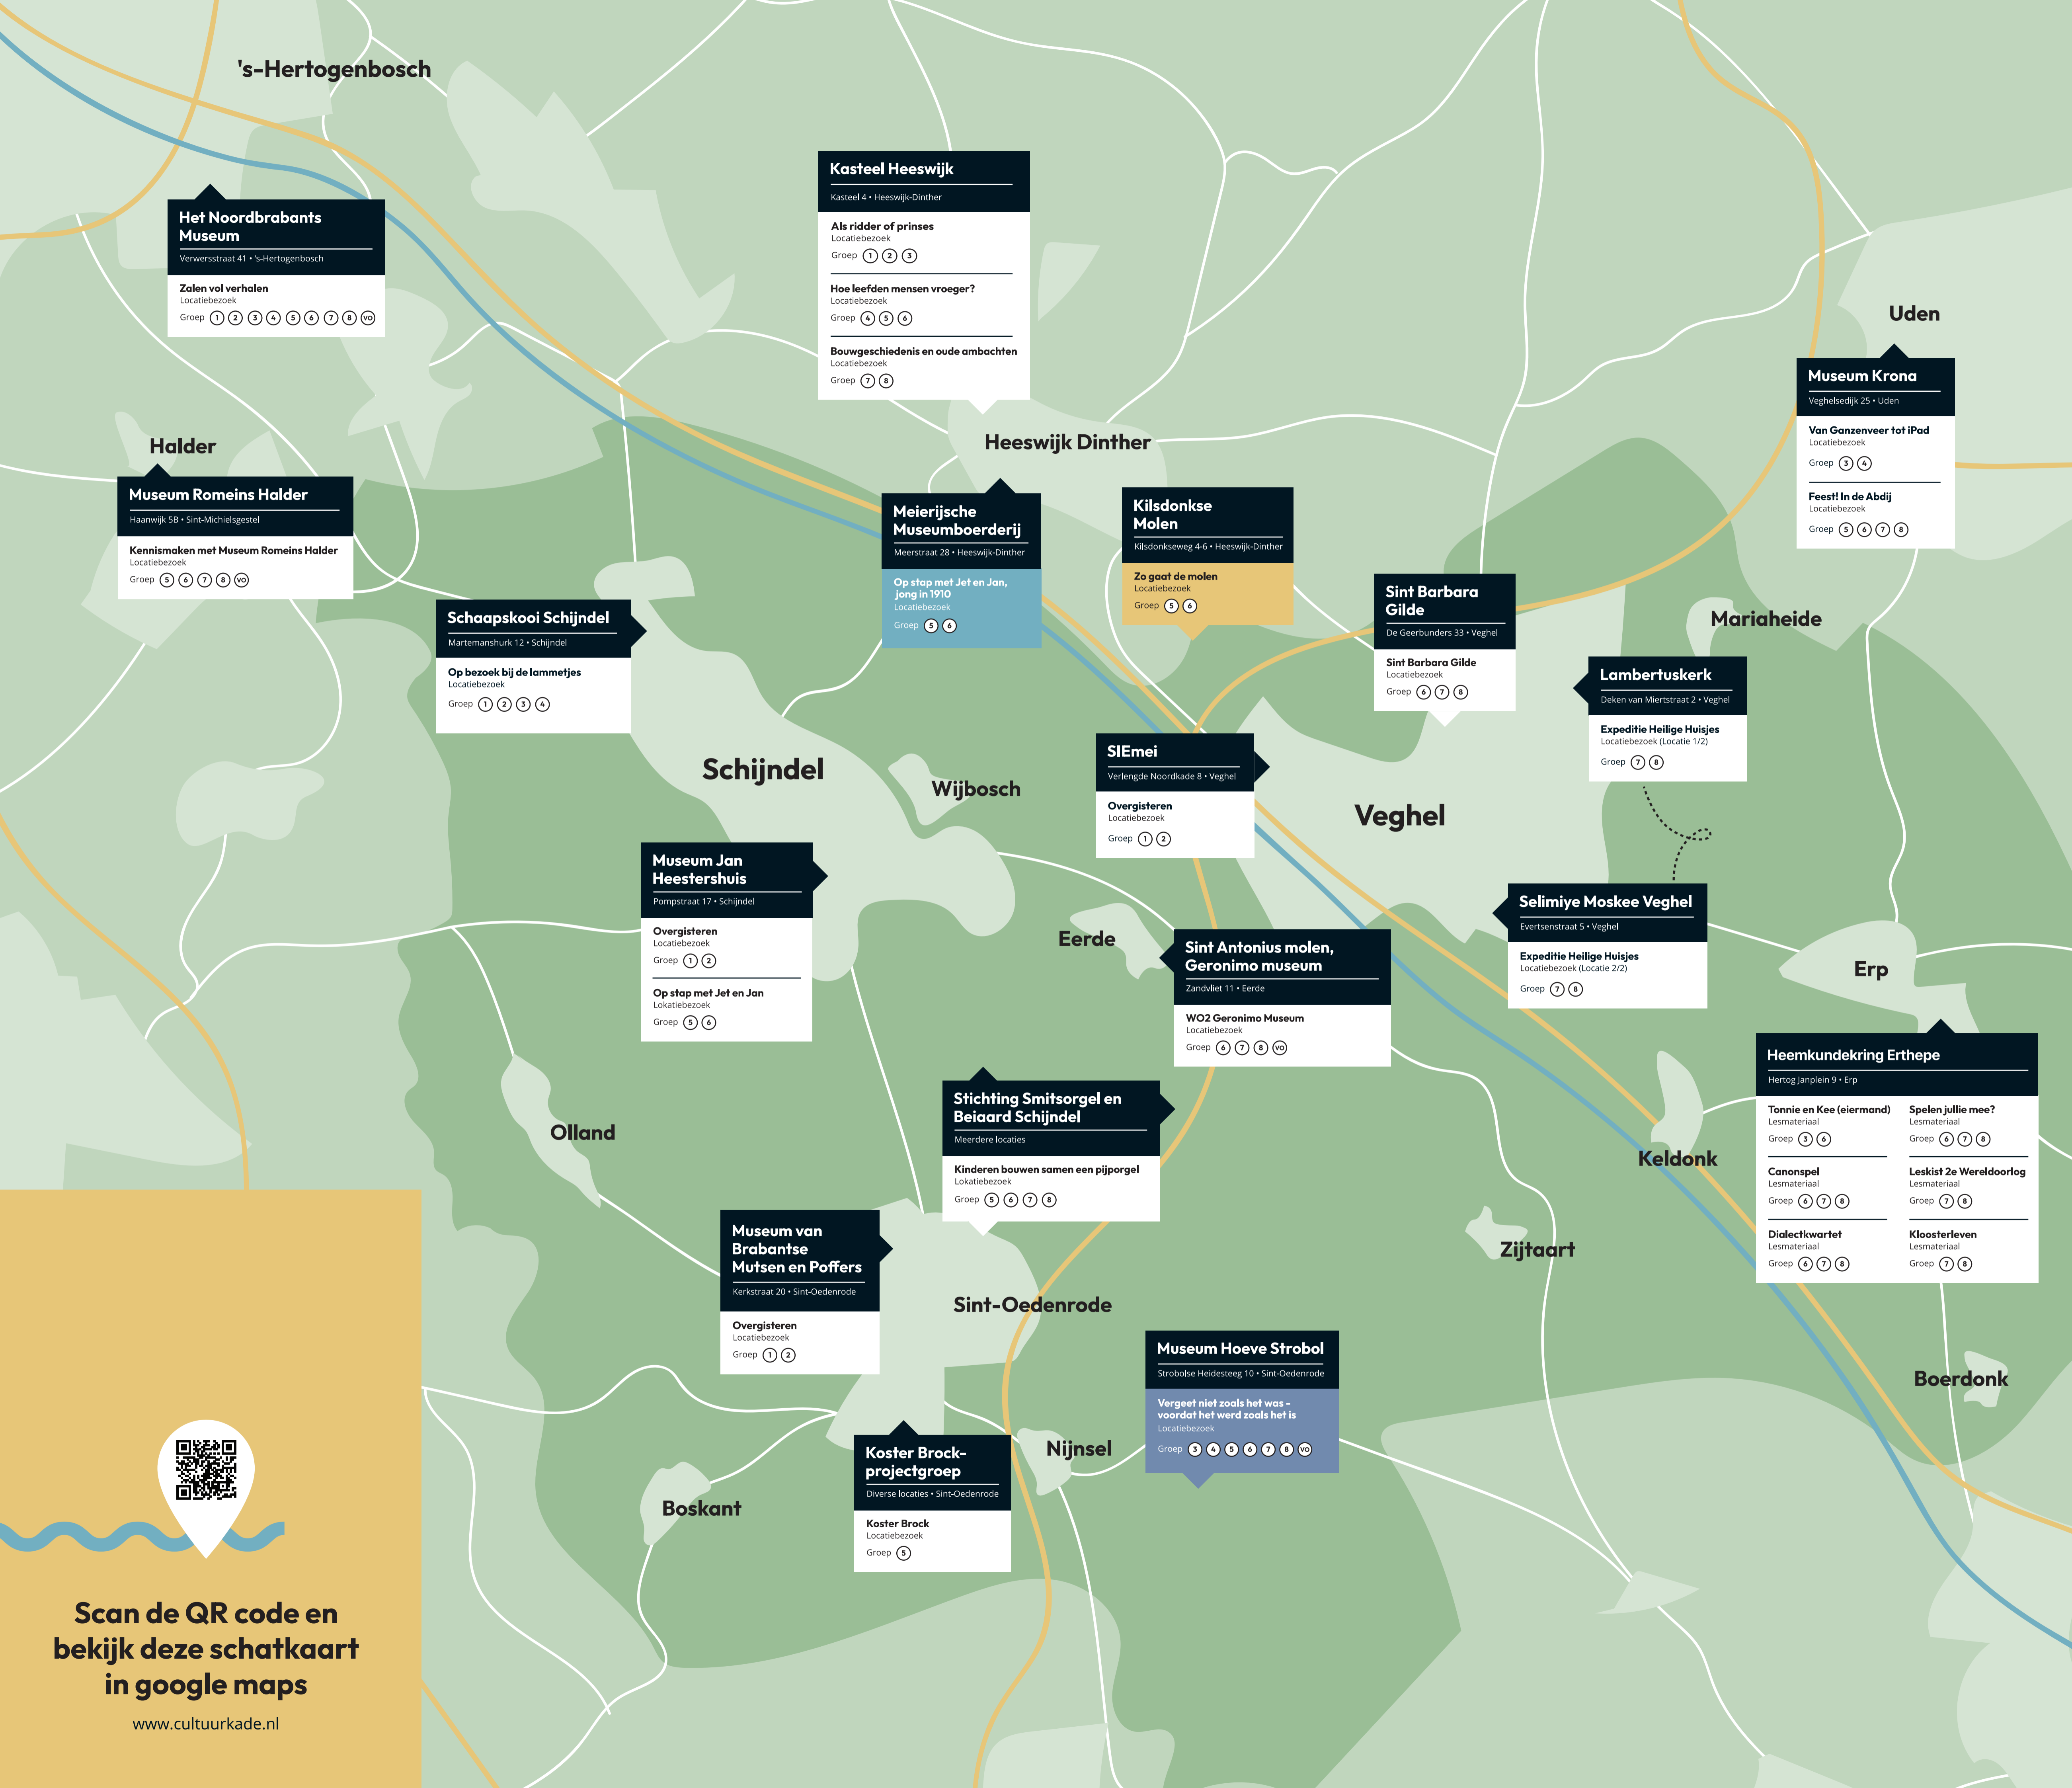 's-Hertogenbosch
Het Noordbrabants
Museum
Verwersstraat 41 • 's-Hertogenbosch
Zalen vol verhalen
Locatiebezoek
Groep 1 2 3 4 5 6 7 8 VO
Kasteel Heeswijk
Kasteel 4 • Heeswijk-Dinther
Als ridder of prinses
Locatiebezoek
Groep 1 2 3
Hoe leefden mensen vroeger?
Locatiebezoek
Groep 4 5 6
Bouwgeschiedenis en oude ambachten
Locatiebezoek
Groep 7 8
Uden
Museum Krona
Veghelsedijk 25 • Uden
Van Ganzenveer tot iPad
Locatiebezoek
Groep 3 4
Feest! In de Abdij
Locatiebezoek
Groep 5 6 7 8
Halder
Museum Romeins Halder
Haanwijk 5B • Sint-Michielsgestel
Kennismaken met Museum Romeins Halder
Locatiebezoek
Groep 5 6 7 8 VO
Heeswijk Dinther
Meierijsche
Museumboerderij
Meerstraat 28 • Heeswijk-Dinther
Op stap met Jet en Jan,
jong in 1910
Locatiebezoek
Groep 5 6
Kilsdonkse
Molen
Kilsdonkseweg 4-6 • Heeswijk-Dinther
Zo gaat de molen
Locatiebezoek
Groep 5 6
Sint Barbara
Gilde
De Geerbunders 33 • Veghel
Sint Barbara Gilde
Locatiebezoek
Groep 6 7 8
Mariaheide
Lambertuskerk
Deken van Miertstraat 2 • Veghel
Expeditie Heilige Huisjes
Locatiebezoek (Locatie 1/2)
Groep 7 8
Schaapskooi Schijndel
Martemanshurk 12 • Schijndel
Op bezoek bij de lammetjes
Locatiebezoek
Groep 1 2 3 4
Schijndel
Wijbosch
SIEmei
Verlengde Noordkade 8 • Veghel
Overgisteren
Locatiebezoek
Groep 1 2
Veghel
Museum Jan
Heestershuis
Pompstraat 17 • Schijndel
Overgisteren
Locatiebezoek
Groep 1 2
Op stap met Jet en Jan
Lokatiebezoek
Groep 5 6
Eerde
Sint Antonius molen,
Geronimo museum
Zandvliet 11 • Eerde
WO2 Geronimo Museum
Locatiebezoek
Groep 6 7 8 VO
Selimiye Moskee Veghel
Evertsenstraat 5 • Veghel
Expeditie Heilige Huisjes
Locatiebezoek (Locatie 2/2)
Groep 7 8
Erp
Heemkundekring Erthepe
Hertog Janplein 9 • Erp
Tonnie en Kee (eiermand)
Lesmateriaal
Groep 3 6
Canonspel
Lesmateriaal
Groep 6 7 8
Dialectkwartet
Lesmateriaal
Groep 6 7 8
Spelen jullie mee?
Lesmateriaal
Groep 6 7 8
Leskist 2e Wereldoorlog
Lesmateriaal
Groep 7 8
Kloosterleven
Lesmateriaal
Groep 7 8
Olland
Stichting Smitsorgel en
Beiaard Schijndel
Meerdere locaties
Kinderen bouwen samen een pijporgel
Lokatiebezoek
Groep 5 6 7 8
Keldonk
Zijtaart
Museum van
Brabantse
Mutsen en Poffers
Kerkstraat 20 • Sint-Oedenrode
Overgisteren
Locatiebezoek
Groep 1 2
Sint-Oedenrode
Museum Hoeve Strobol
Strobolse Heidesteeg 10 • Sint-Oedenrode
Vergeet niet zoals het was -
voordat het werd zoals het is
Locatiebezoek
Groep 3 4 5 6 7 8 VO
Boerdonk
Koster Brock-
projectgroep
Diverse locaties • Sint-Oedenrode
Koster Brock
Locatiebezoek
Groep 5
Nijnsel
Boskant
Scan de QR code en
bekijk deze schatkaart
in google maps
www.cultuurkade.nl